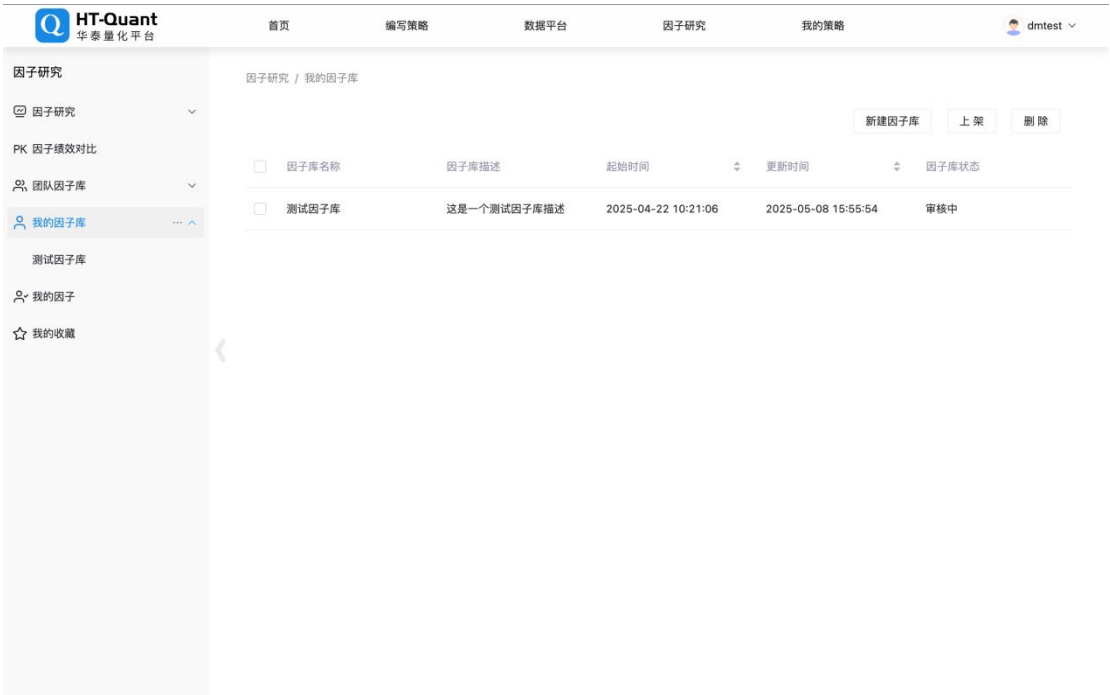 HT-Quant
华泰量化平台
首页 编写策略 数据平台 因子研究 我的策略 dmtest
因子研究
因子研究
PK 因子绩效对比
团队因子库
我的因子库 ...
测试因子库
我的因子
我的收藏
因子研究 / 我的因子库
新建因子库 上架 删除
因子库名称 因子库描述 起始时间 更新时间 因子库状态
测试因子库 这是一个测试因子库描述 2025-04-22 10:21:06 2025-05-08 15:55:54 审核中